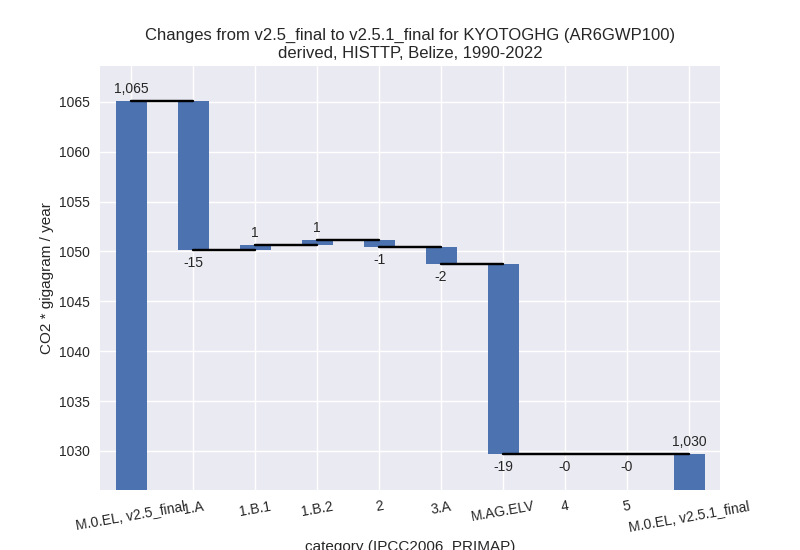 Changes from v2.5_final to v2.5.1_final for KYOTOGHG (AR6GWP100)
derived, HISTTP, Belize, 1990-2022
1,065
1065
1060
1055
1050
1045
1040
1035
1030
CO2 * gigagram / year
-15
1
1
-1
-2
-19
-0
-0
1,030
M.0.EL, v2.5_final
1.A
1.B.1
1.B.2
2
3.A
M.AG.ELV
4
5
M.0.EL, v2.5.1_final
category (IPCC2006_PRIMAP)